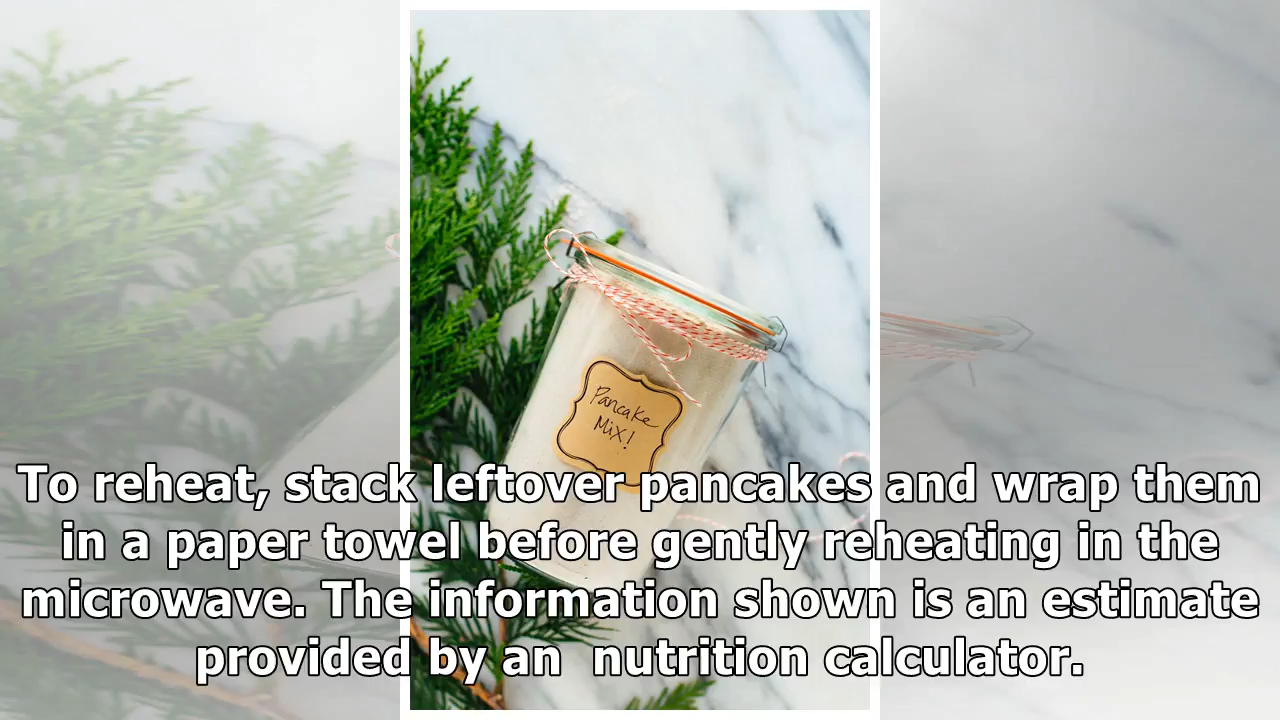 Pancake
Mix!
To reheat, stack leftover pancakes and wrap them
in a paper towel before gently reheating in the
microwave. The information shown is an estimate
provided by an  nutrition calculator.